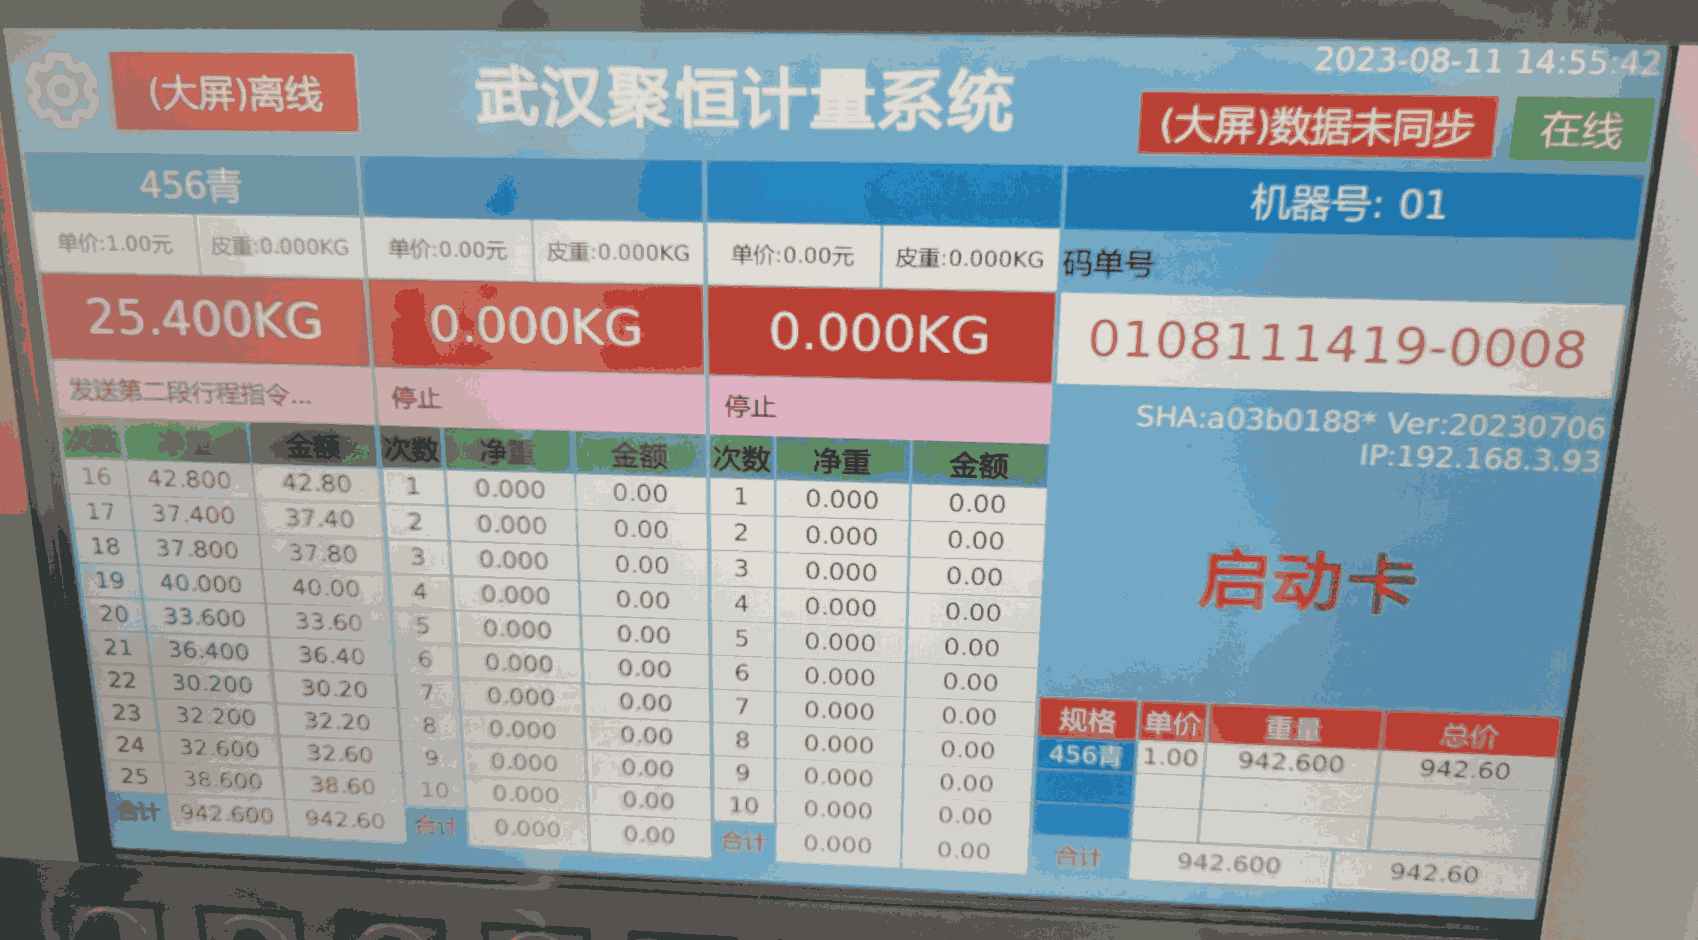 2023-08-11 14:55:42
(大屏)离线
武汉聚恒计量系统
(大屏)数据未同步
在线
456青
机器号: 01
单价:1.00元 皮重:0.000KG 单价:0.00元 皮重:0.000KG 单价:0.00元 皮重:0.000KG
码单号
25.400KG 0.000KG 0.000KG
0108111419-0008
发送第二段行程指令...
停止
停止
SHA:a03b0188* Ver:20230706
IP:192.168.3.93
次数 净重 金额 次数 净重 金额 次数 净重 金额
16 42.800 42.80 1 0.000 0.00 1 0.000 0.00
17 37.400 37.40 2 0.000 0.00 2 0.000 0.00
18 37.800 37.80 3 0.000 0.00 3 0.000 0.00
19 40.000 40.00 4 0.000 0.00 4 0.000 0.00
20 33.600 33.60 5 0.000 0.00 5 0.000 0.00
21 36.400 36.40 6 0.000 0.00 6 0.000 0.00
22 30.200 30.20 7 0.000 0.00 7 0.000 0.00
23 32.200 32.20 8 0.000 0.00 8 0.000 0.00
24 32.600 32.60 9 0.000 0.00 9 0.000 0.00
25 38.600 38.60 10 0.000 0.00 10 0.000 0.00
合计 942.600 942.60 合计 0.000 0.00 合计 0.000 0.00
启动卡
规格 单价 重量 总价
456青 1.00 942.600 942.60
合计 942.600 942.60